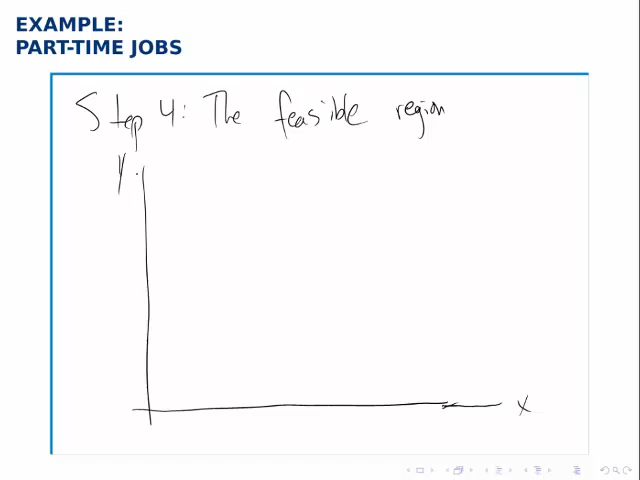 EXAMPLE:
PART-TIME JOBS
Step 4: The feasible region
y
x